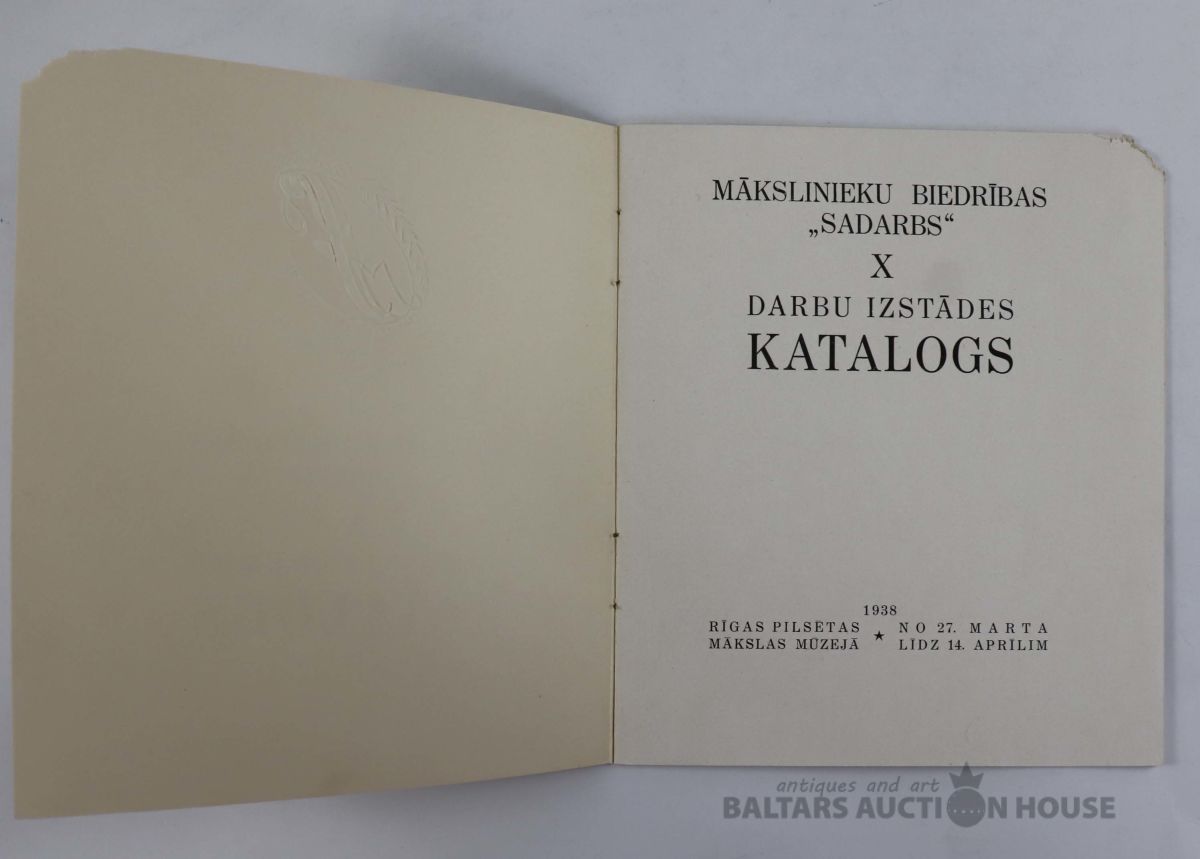 MĀKSLINIEKU BIEDRĪBAS
„SADARBS“
X
DARBU IZSTĀDES
KATALOGS
1938
RĪGAS PILSĒTAS
MĀKSLAS MŪZEJĀ
★
NO 27. MARTA
LĪDZ 14. APRĪLIM
antiques and art
BALTARS AUCTION HOUSE